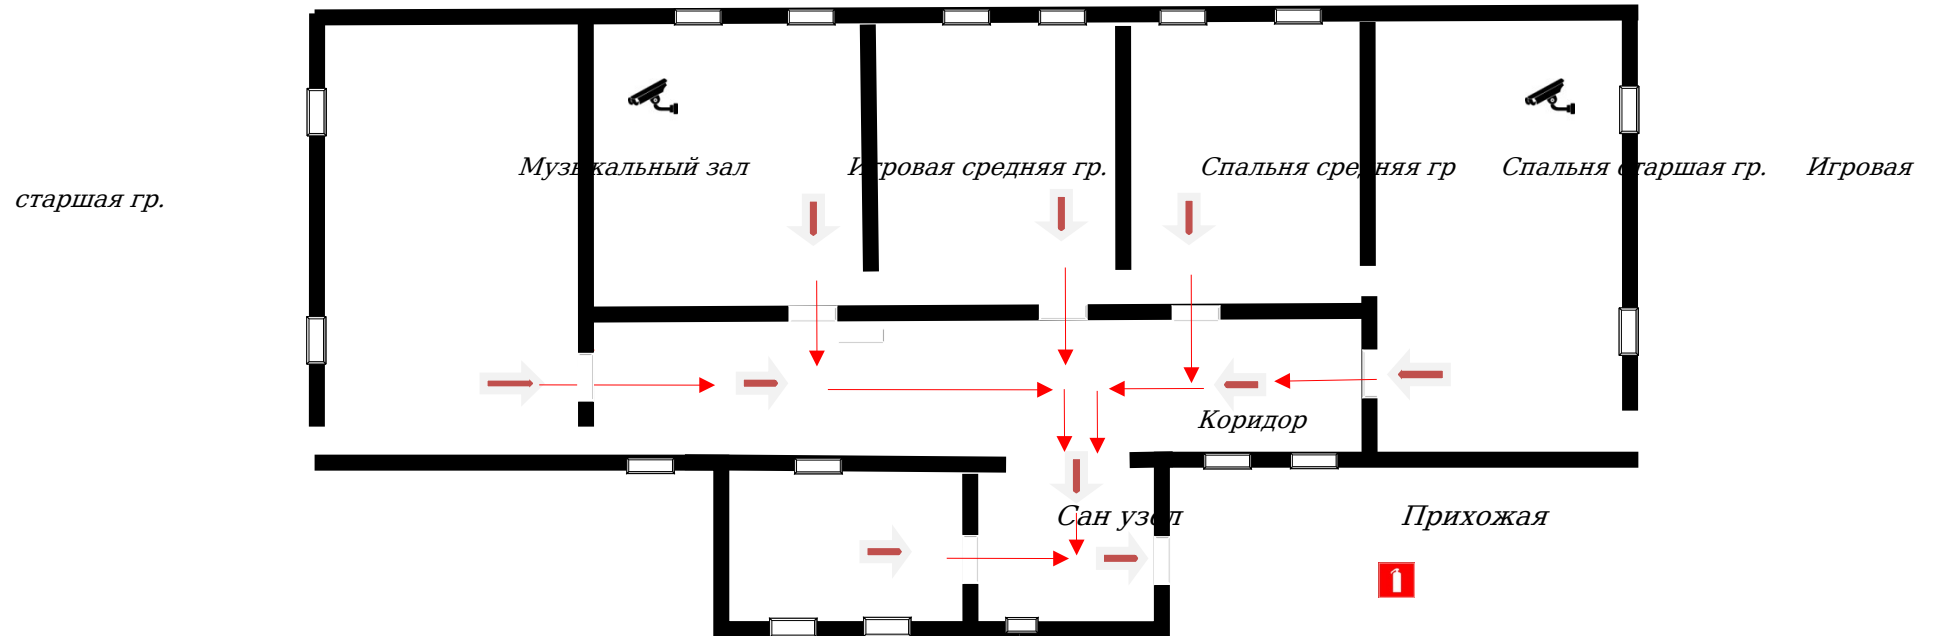 Музыкальный зал Игровая средняя гр. Спальня средняя гр Спальня старшая гр. Игровая
старшая гр.
Коридор
Сан узел Прихожая